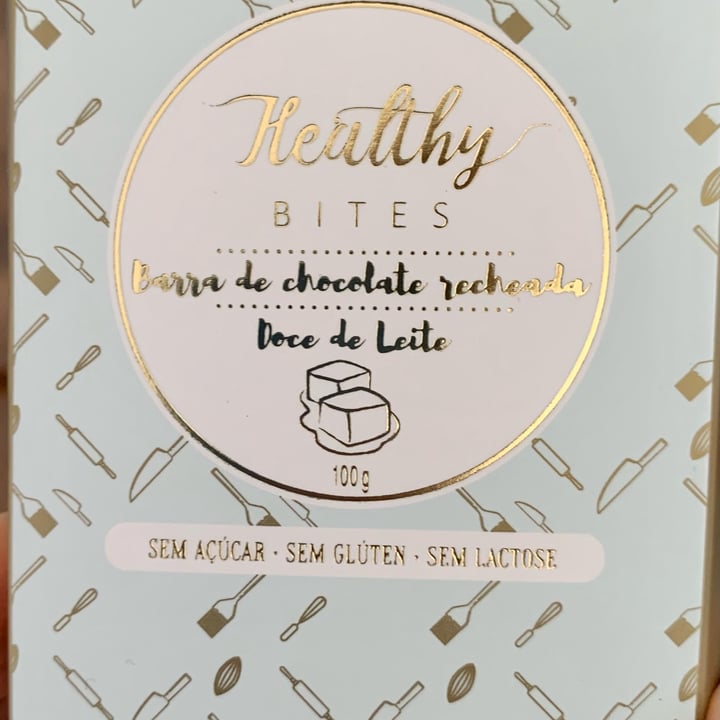 Healthy
BITES
Barra de chocolate recheada
Doce de Leite
100g
SEM AÇÚCAR · SEM GLÚTEN · SEM LACTOSE